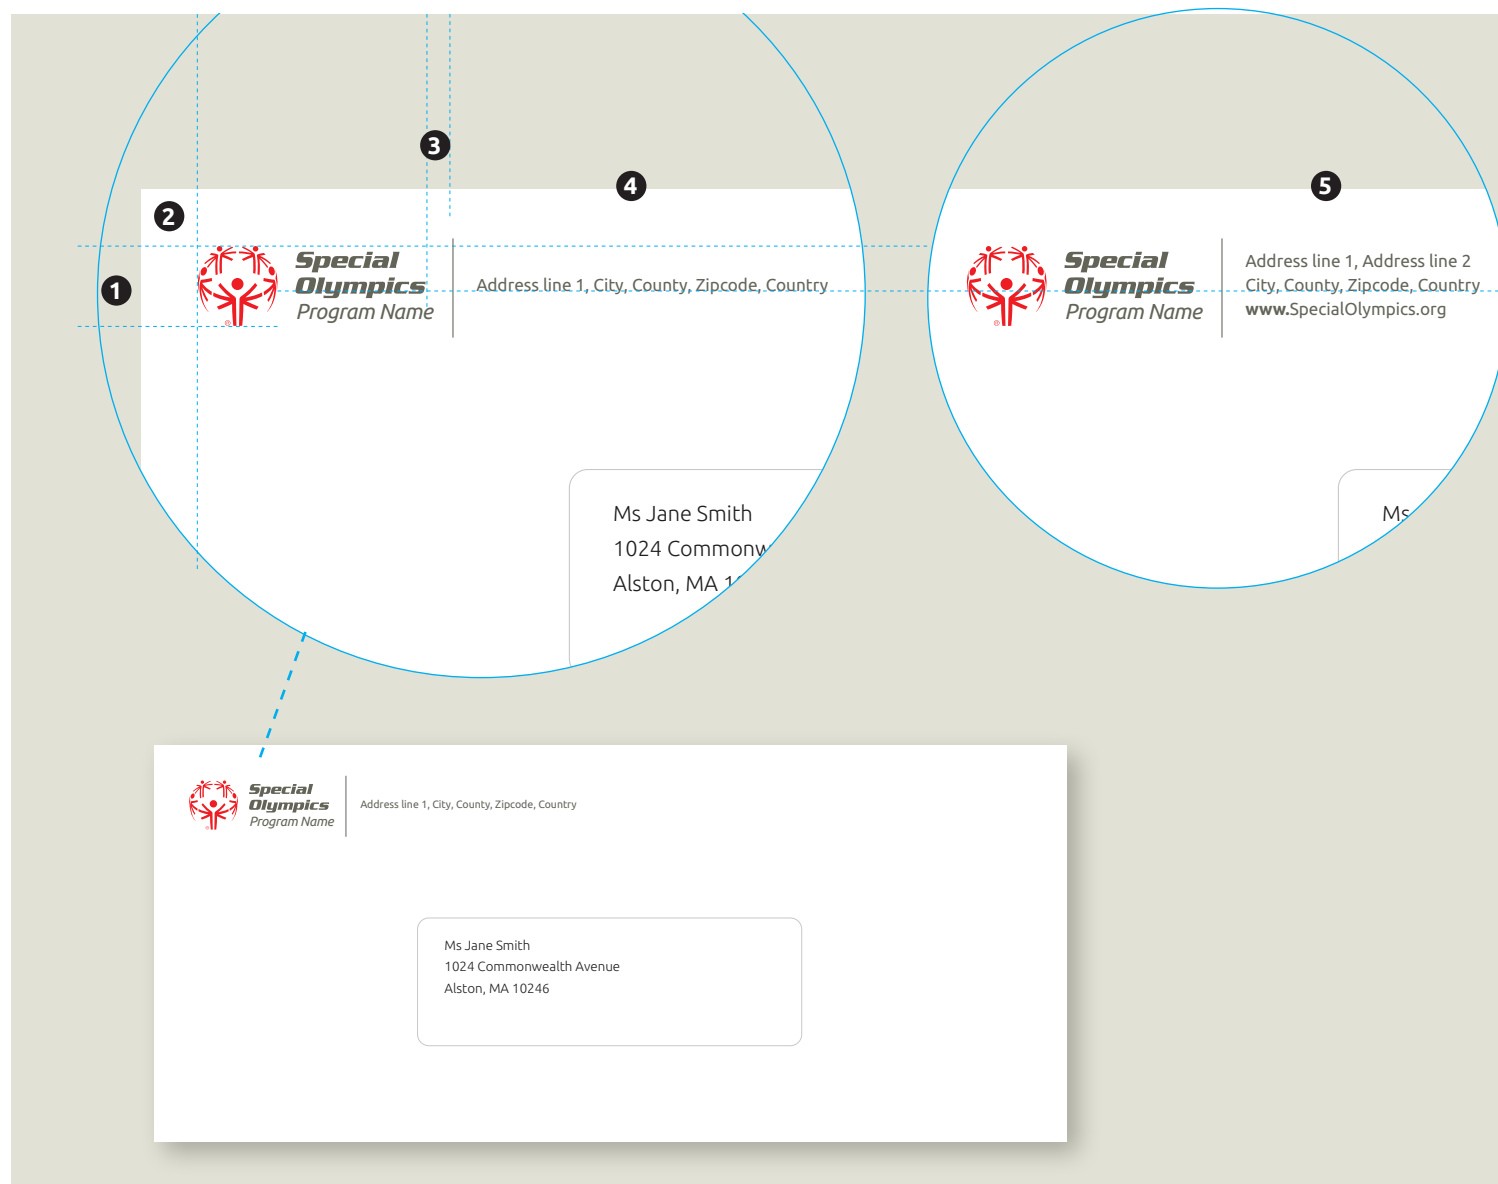 3
4
5
2
1
Special
Olympics
Program Name
®
Address line 1, City, County, Zipcode, Country
Special
Olympics
Program Name
®
Address line 1, Address line 2
City, County, Zipcode, Country
www.SpecialOlympics.org
Ms Jane Smith
1024 Commonw
Alston, MA 1
Ms
Special
Olympics
Program Name
®
Address line 1, City, County, Zipcode, Country
Ms Jane Smith
1024 Commonwealth Avenue
Alston, MA 10246